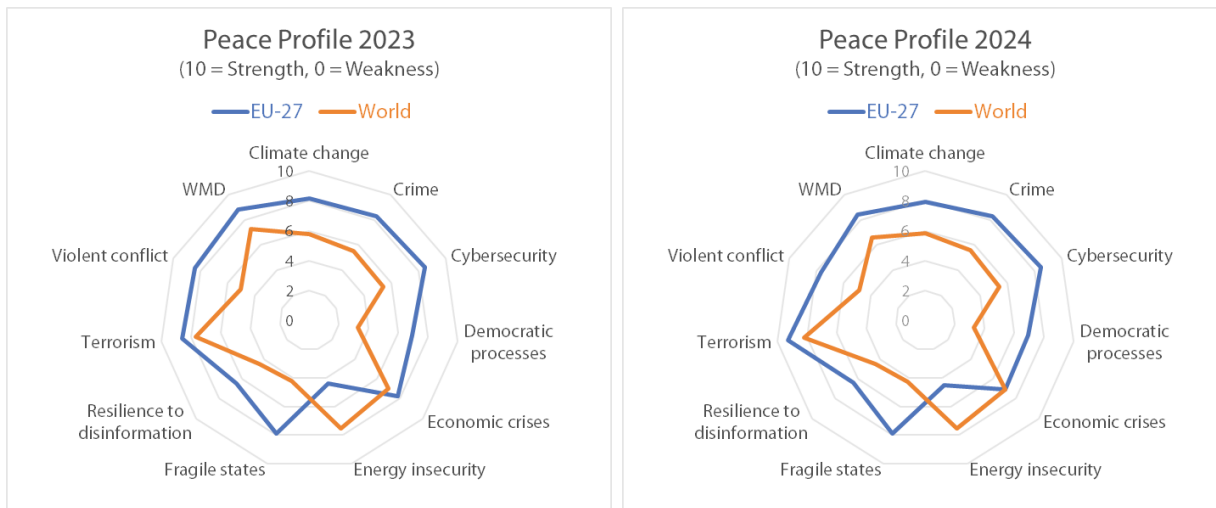 Peace Profile 2023
(10 = Strength, 0 = Weakness)
EU-27
World
Climate change
10
8
6
4
2
0
Crime
Cybersecurity
Democratic
processes
Economic crises
Energy insecurity
Fragile states
Resilience to
disinformation
Terrorism
Violent conflict
WMD
Peace Profile 2024
(10 = Strength, 0 = Weakness)
EU-27
World
Climate change
10
8
6
4
2
0
Crime
Cybersecurity
Democratic
processes
Economic crises
Energy insecurity
Fragile states
Resilience to
disinformation
Terrorism
Violent conflict
WMD